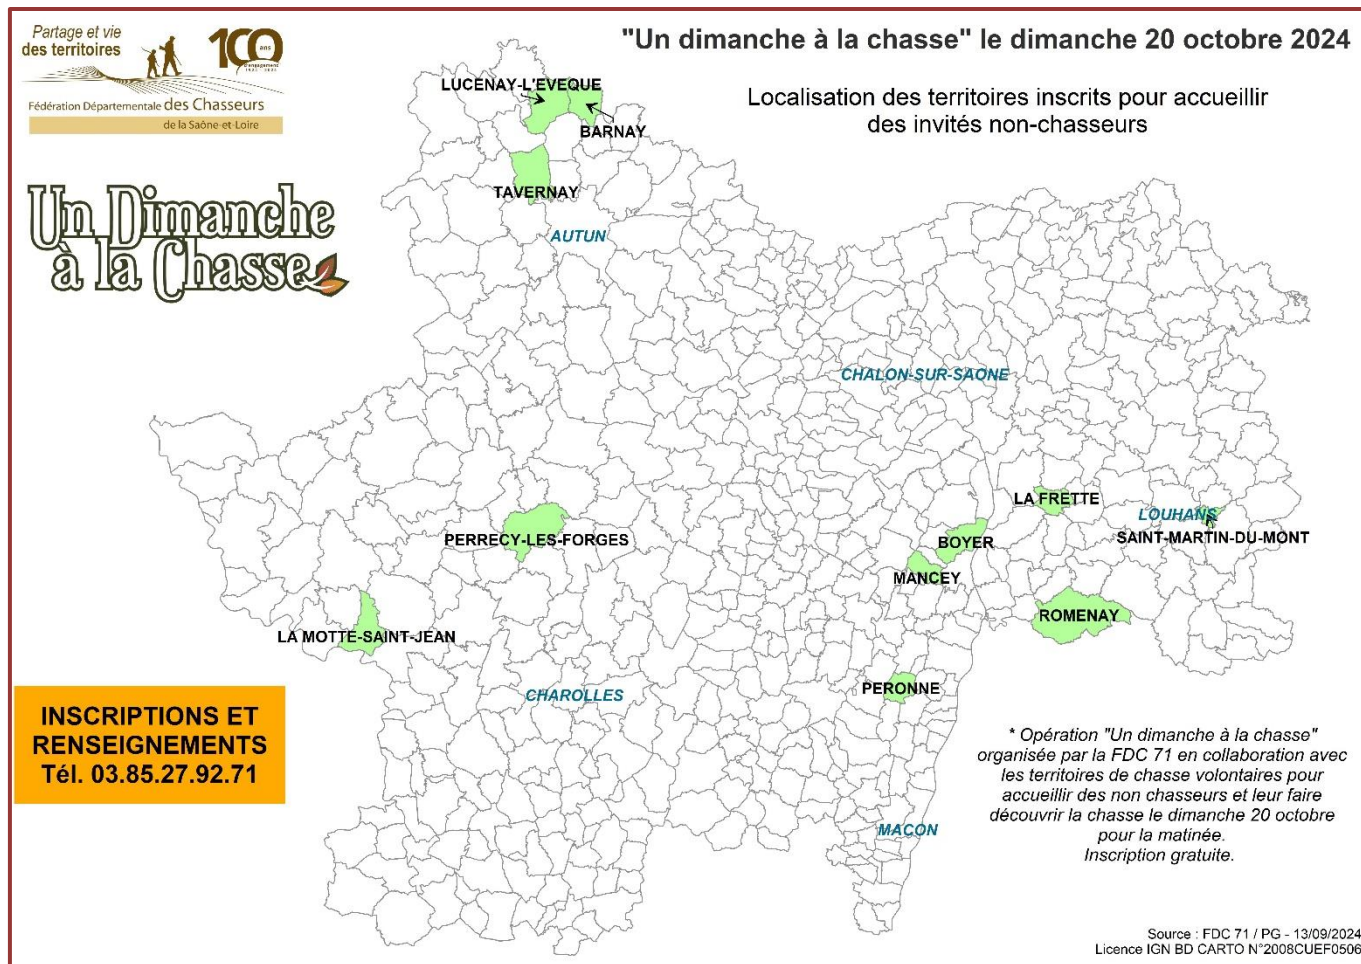 Partage et vie
des territoires
100
ans
Fédération Départementale des Chasseurs
de la Saône-et-Loire
"Un dimanche à la chasse" le dimanche 20 octobre 2024
Localisation des territoires inscrits pour accueillir
des invités non-chasseurs
Un Dimanche
à la Chasse
LUCENAY-L'EVEQUE
BARNAY
TAVERNAY
AUTUN
CHALON-SUR-SAONE
LA FRETTE
LOUHANS
SAINT-MARTIN-DU-MONT
PERRECY-LES-FORGES
BOYER
MANCEY
ROMENAY
LA MOTTE-SAINT-JEAN
PERONNE
CHAROLLES
MACON
INSCRIPTIONS ET
RENSEIGNEMENTS
Tél. 03.85.27.92.71
* Opération "Un dimanche à la chasse"
organisée par la FDC 71 en collaboration avec
les territoires de chasse volontaires pour
accueillir des non chasseurs et leur faire
découvrir la chasse le dimanche 20 octobre
pour la matinée.
Inscription gratuite.
Source : FDC 71 / PG - 13/09/2024
Licence IGN BD CARTO N°2008CUEF0506